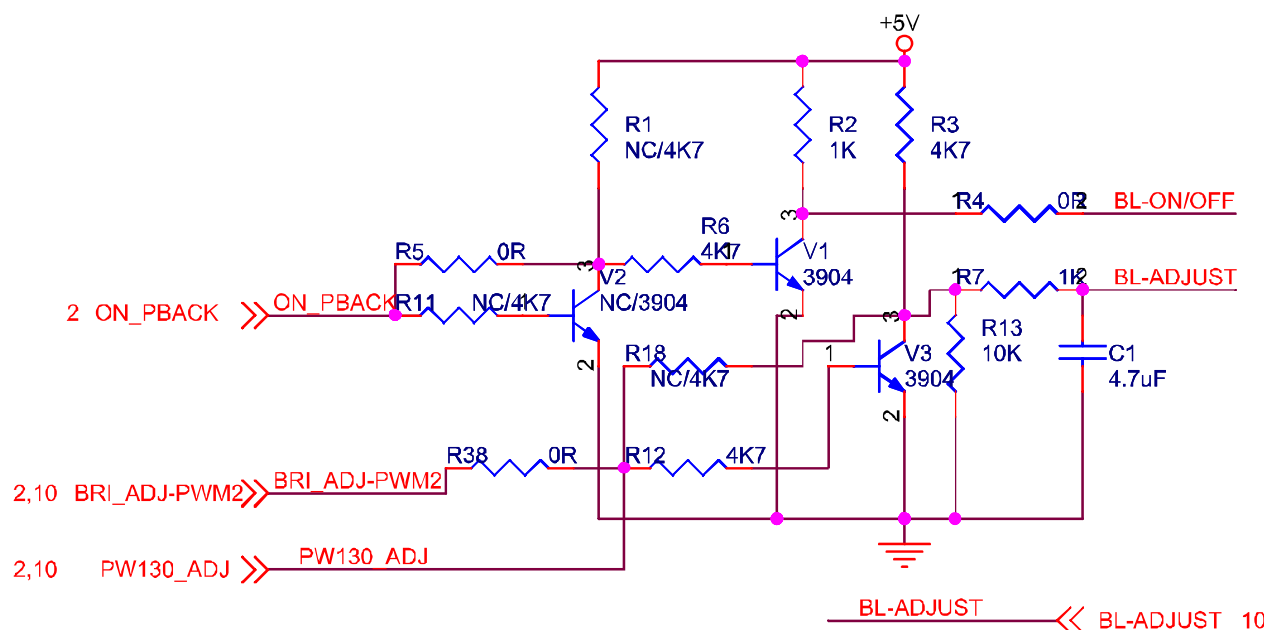 +5V
R1
NC/4K7
R2
1K
R3
4K7
3
1 R4 0R 2 BL-ON/OFF
R5 0R
3
R6
4K7 1
V1
3904
V2
NC/3904
1 R7 1K 2 BL-ADJUST
2 ON_PBACK ON_PBACK
R11 NC/4K7 1
2
3
R13
10K
2
R18
NC/4K7
1
V3
3904
C1
4.7uF
2
R38 0R R12 4K7
2,10 BRI_ADJ-PWM2 BRI_ADJ-PWM2
2,10 PW130_ADJ PW130_ADJ
BL-ADJUST BL-ADJUST 10